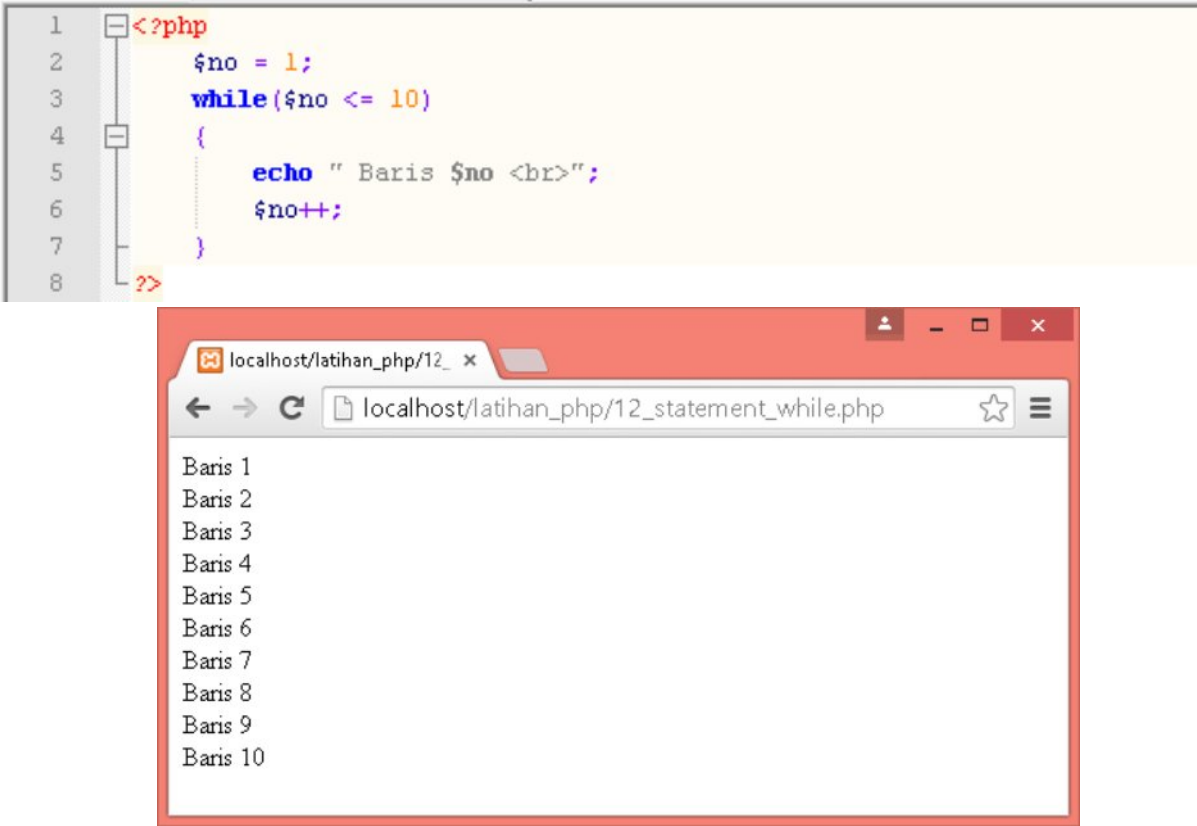 1 <?php
2 $no = 1;
3 while($no <= 10)
4 {
5 echo " Baris $no <br>";
6 $no++;
7 }
8 ?>
localhost/latihan_php/12_
localhost/latihan_php/12_statement_while.php
Baris 1
Baris 2
Baris 3
Baris 4
Baris 5
Baris 6
Baris 7
Baris 8
Baris 9
Baris 10